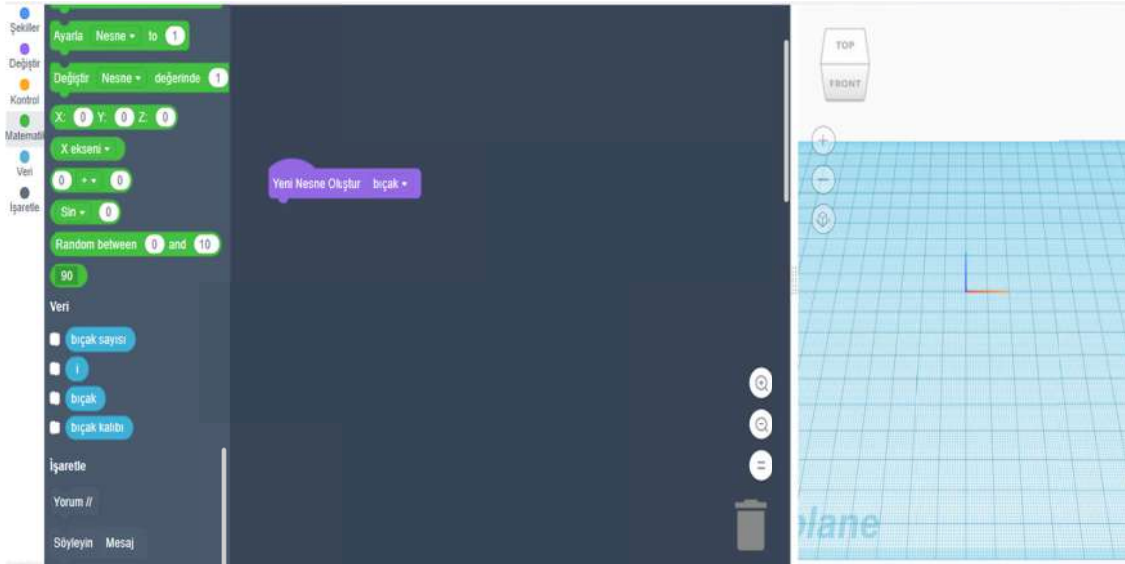 Şekiller
Değiştir
Kontrol
Matematik
Veri
İşaretle
Ayarla Nesne to 1
Değiştir Nesne değerinde 1
X: 0 Y: 0 Z: 0
X ekseni
0 + 0
Sin 0
Random between 0 and 10
90
Veri
bıçak sayısı
i
bıçak
bıçak kalıbı
İşaretle
Yorum //
Söyleyin Mesaj
Yeni Nesne Oluştur bıçak
TOP
FRONT
plane